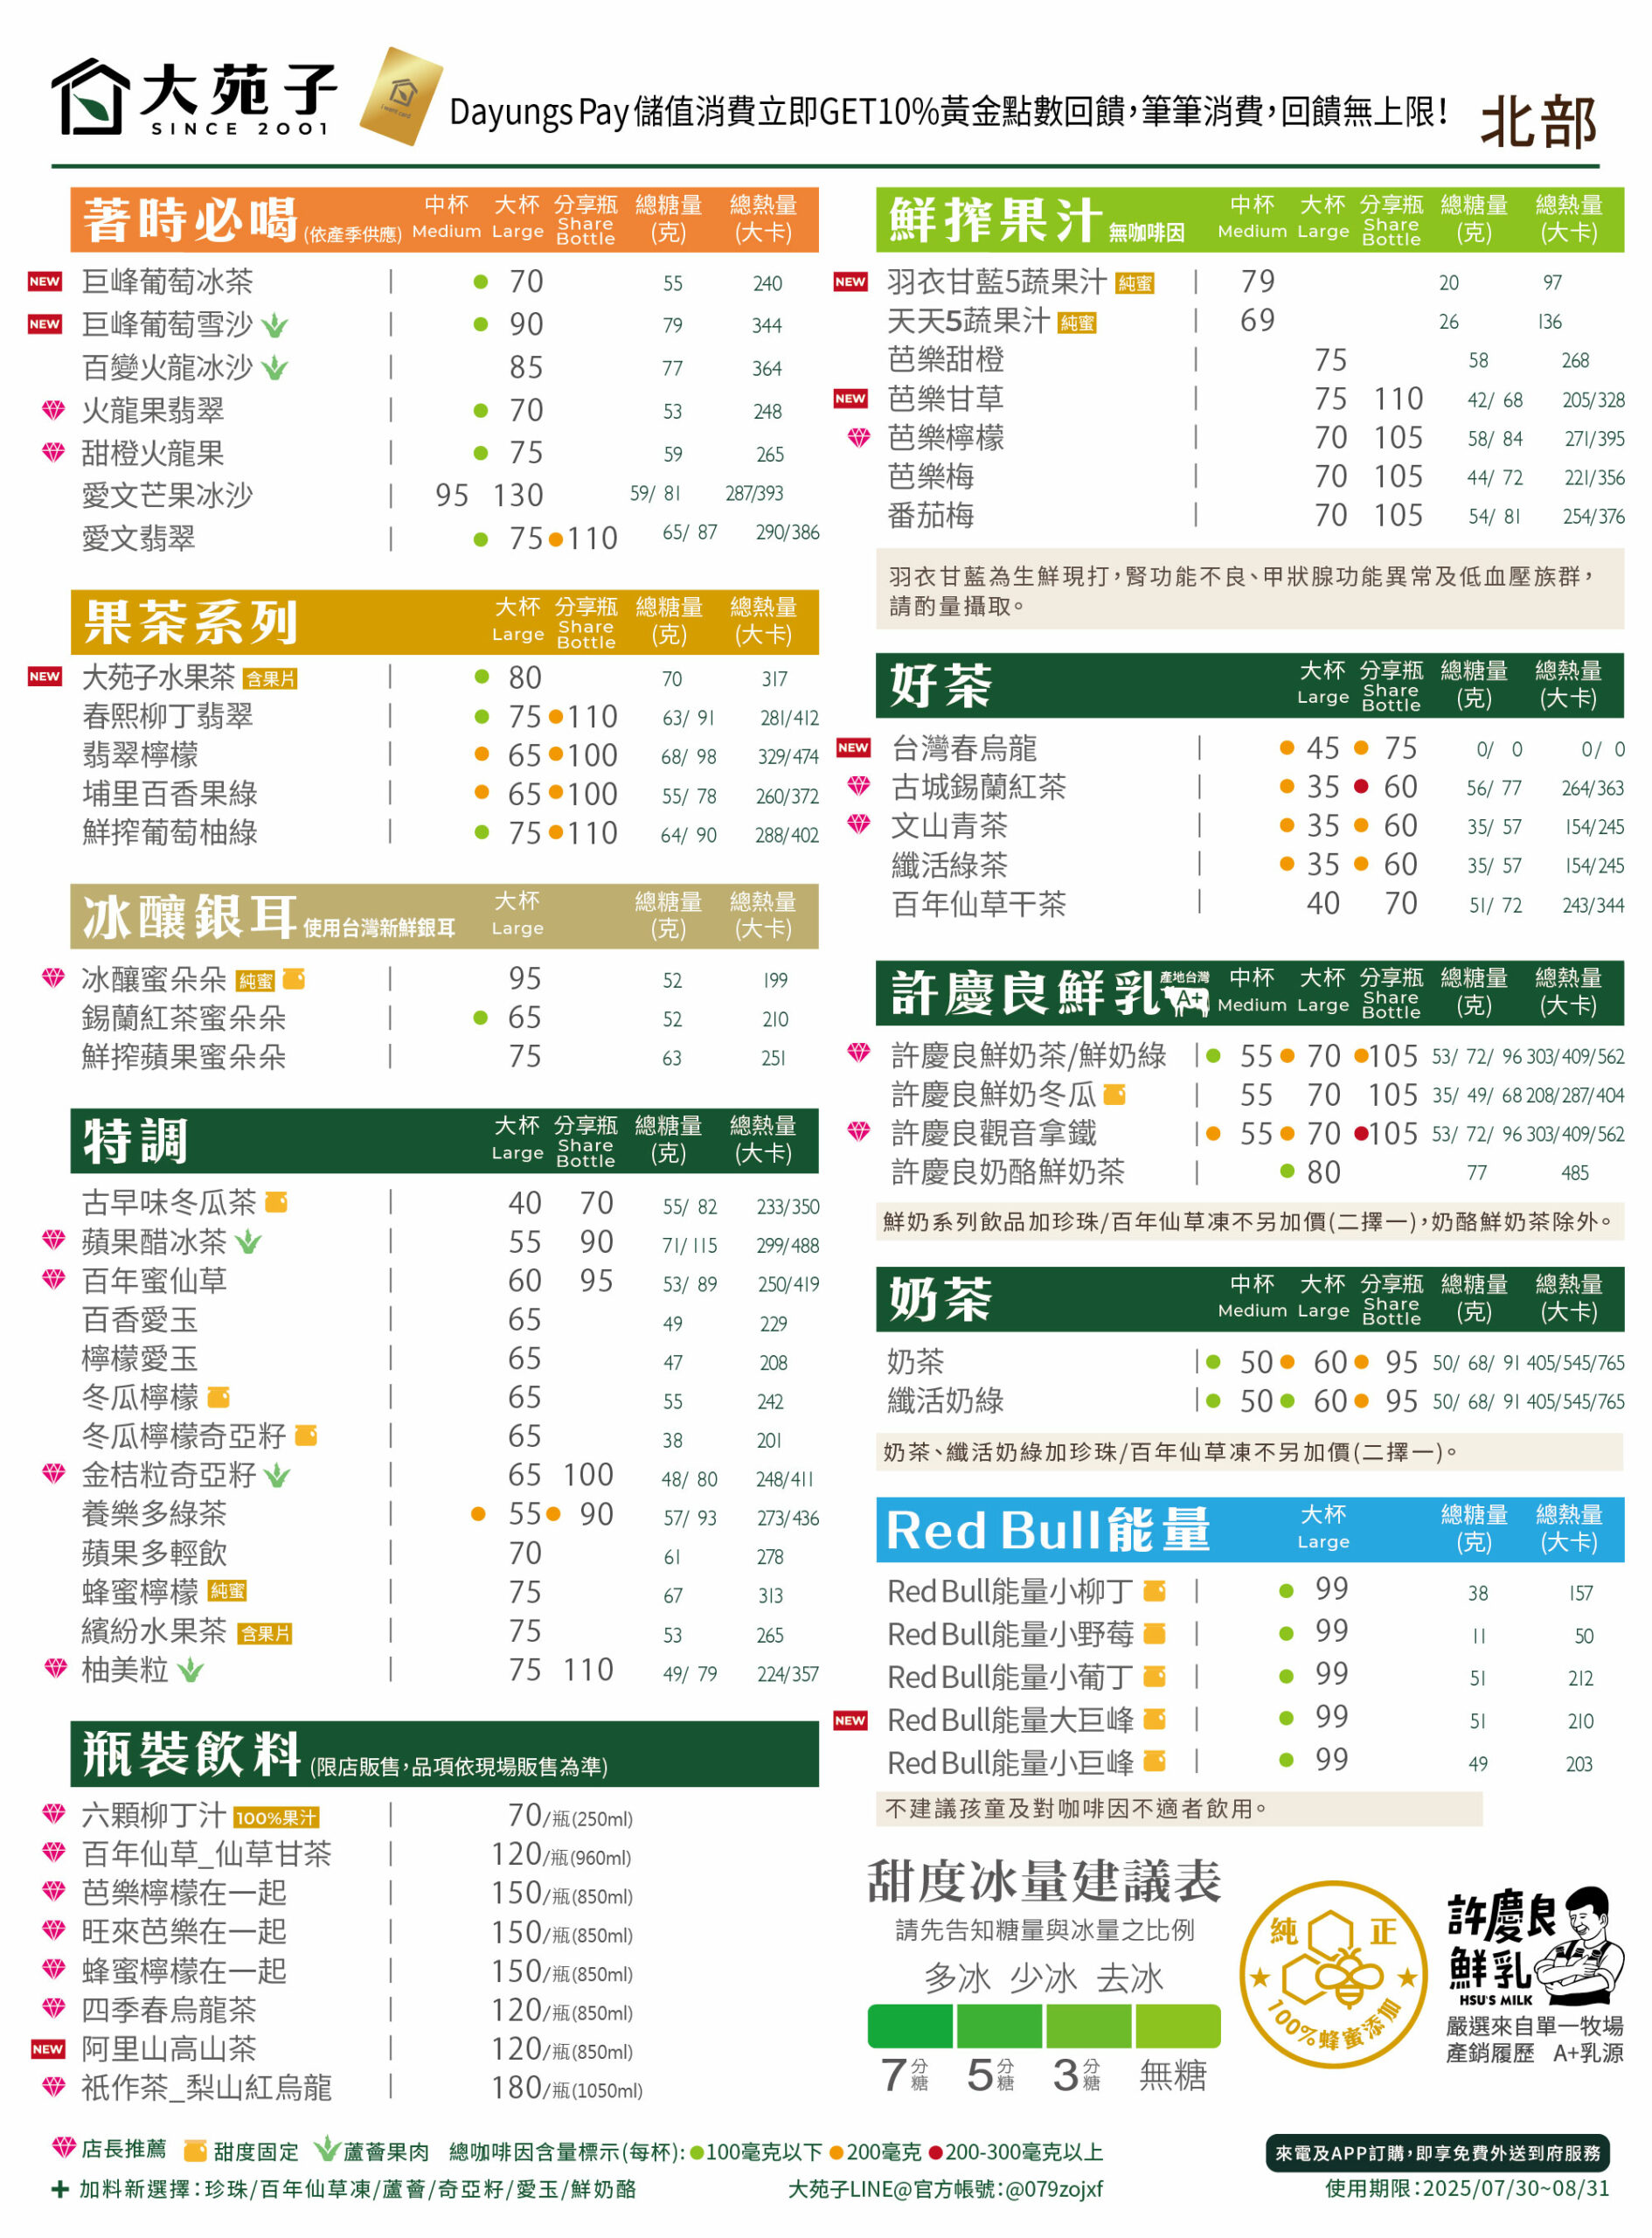 大苑子
SINCE 2001
Dayungs Pay儲值消費立即GET10%黃金點數回饋，筆筆消費，回饋無上限！
北部
著時必喝(依產季供應) 中杯 Medium 大杯 Large 分享瓶 Share Bottle 總糖量(克) 總熱量(大卡)
NEW 巨峰葡萄冰茶 | 70 55 240
NEW 巨峰葡萄雪沙 | 90 79 344
百變火龍冰沙 | 85 77 364
火龍果翡翠 | 70 53 248
甜橙火龍果 | 75 59 265
愛文芒果冰沙 | 95 130 59/ 81 287/393
愛文翡翠 | 75 110 65/ 87 290/386
果茶系列 大杯 Large 分享瓶 Share Bottle 總糖量(克) 總熱量(大卡)
NEW 大苑子水果茶 含果片 | 80 70 317
春熙柳丁翡翠 | 75 110 63/ 91 281/412
翡翠檸檬 | 65 100 68/ 98 329/474
埔里百香果綠 | 65 100 55/ 78 260/372
鮮搾葡萄柚綠 | 75 110 64/ 90 288/402
冰釀銀耳 使用台灣新鮮銀耳 大杯 Large 總糖量(克) 總熱量(大卡)
冰釀蜜朵朵 純蜜 | 95 52 199
錫蘭紅茶蜜朵朵 | 65 52 210
鮮搾蘋果蜜朵朵 | 75 63 251
特調 大杯 Large 分享瓶 Share Bottle 總糖量(克) 總熱量(大卡)
古早味冬瓜茶 | 40 70 55/ 82 233/350
蘋果醋冰茶 | 55 90 71/ 115 299/488
百年蜜仙草 | 60 95 53/ 89 250/419
百香愛玉 | 65 49 229
檸檬愛玉 | 65 47 208
冬瓜檸檬 | 65 55 242
冬瓜檸檬奇亞籽 | 65 38 201
金桔粒奇亞籽 | 65 100 48/ 80 248/411
養樂多綠茶 | 55 90 57/ 93 273/436
蘋果多輕飲 | 70 61 278
蜂蜜檸檬 純蜜 | 75 67 313
繽紛水果茶 含果片 | 75 53 265
柚美粒 | 75 110 49/ 79 224/357
瓶裝飲料(限店販售，品項依現場販售為準)
六顆柳丁汁 100%果汁 | 70/瓶(250ml)
百年仙草_仙草甘茶 | 120/瓶(960ml)
芭樂檸檬在一起 | 150/瓶(850ml)
旺來芭樂在一起 | 150/瓶(850ml)
蜂蜜檸檬在一起 | 150/瓶(850ml)
四季春烏龍茶 | 120/瓶(850ml)
NEW 阿里山高山茶 | 120/瓶(850ml)
祇作茶_梨山紅烏龍 | 180/瓶(1050ml)
鮮搾果汁 無咖啡因 中杯 Medium 大杯 Large 分享瓶 Share Bottle 總糖量(克) 總熱量(大卡)
NEW 羽衣甘藍5蔬果汁 純蜜 | 79 20 97
天天5蔬果汁 純蜜 | 69 26 136
芭樂甜橙 | 75 58 268
NEW 芭樂甘草 | 75 110 42/ 68 205/328
芭樂檸檬 | 70 105 58/ 84 271/395
芭樂梅 | 70 105 44/ 72 221/356
番茄梅 | 70 105 54/ 81 254/376
羽衣甘藍為生鮮現打，腎功能不良、甲狀腺功能異常及低血壓族群，
請酌量攝取。
好茶 大杯 Large 分享瓶 Share Bottle 總糖量(克) 總熱量(大卡)
NEW 台灣春烏龍 | 45 75 0/ 0 0/ 0
古城錫蘭紅茶 | 35 60 56/ 77 264/363
文山青茶 | 35 60 35/ 57 154/245
纖活綠茶 | 35 60 35/ 57 154/245
百年仙草干茶 | 40 70 51/ 72 243/344
許慶良鮮乳 產地台灣 A+ 中杯 Medium 大杯 Large 分享瓶 Share Bottle 總糖量(克) 總熱量(大卡)
許慶良鮮奶茶/鮮奶綠 | 55 70 105 53/ 72/ 96 303/409/562
許慶良鮮奶冬瓜 | 55 70 105 35/ 49/ 68 208/287/404
許慶良觀音拿鐵 | 55 70 105 53/ 72/ 96 303/409/562
許慶良奶酪鮮奶茶 | 80 77 485
鮮奶系列飲品加珍珠/百年仙草凍不另加價(二擇一)，奶酪鮮奶茶除外。
奶茶 中杯 Medium 大杯 Large 分享瓶 Share Bottle 總糖量(克) 總熱量(大卡)
奶茶 | 50 60 95 50/ 68/ 91 405/545/765
纖活奶綠 | 50 60 95 50/ 68/ 91 405/545/765
奶茶、纖活奶綠加珍珠/百年仙草凍不另加價(二擇一)。
Red Bull能量 大杯 Large 總糖量(克) 總熱量(大卡)
Red Bull能量小柳丁 | 99 38 157
Red Bull能量小野莓 | 99 11 50
Red Bull能量小葡丁 | 99 51 212
NEW Red Bull能量大巨峰 | 99 51 210
Red Bull能量小巨峰 | 99 49 203
不建議孩童及對咖啡因不適者飲用。
甜度冰量建議表
請先告知糖量與冰量之比例
多冰 少冰 去冰
7分糖 5分糖 3分糖 無糖
純正
100%蜂蜜添加
許慶良
鮮乳
HSU'S MILK
嚴選來自單一牧場
產銷履歷 A+乳源
店長推薦 甜度固定 蘆薈果肉 總咖啡因含量標示(每杯)：100毫克以下 200毫克 200-300毫克以上
來電及APP訂購，即享免費外送到府服務
+ 加料新選擇：珍珠/百年仙草凍/蘆薈/奇亞籽/愛玉/鮮奶酪
大苑子LINE@官方帳號：@079zojxf
使用期限：2025/07/30~08/31